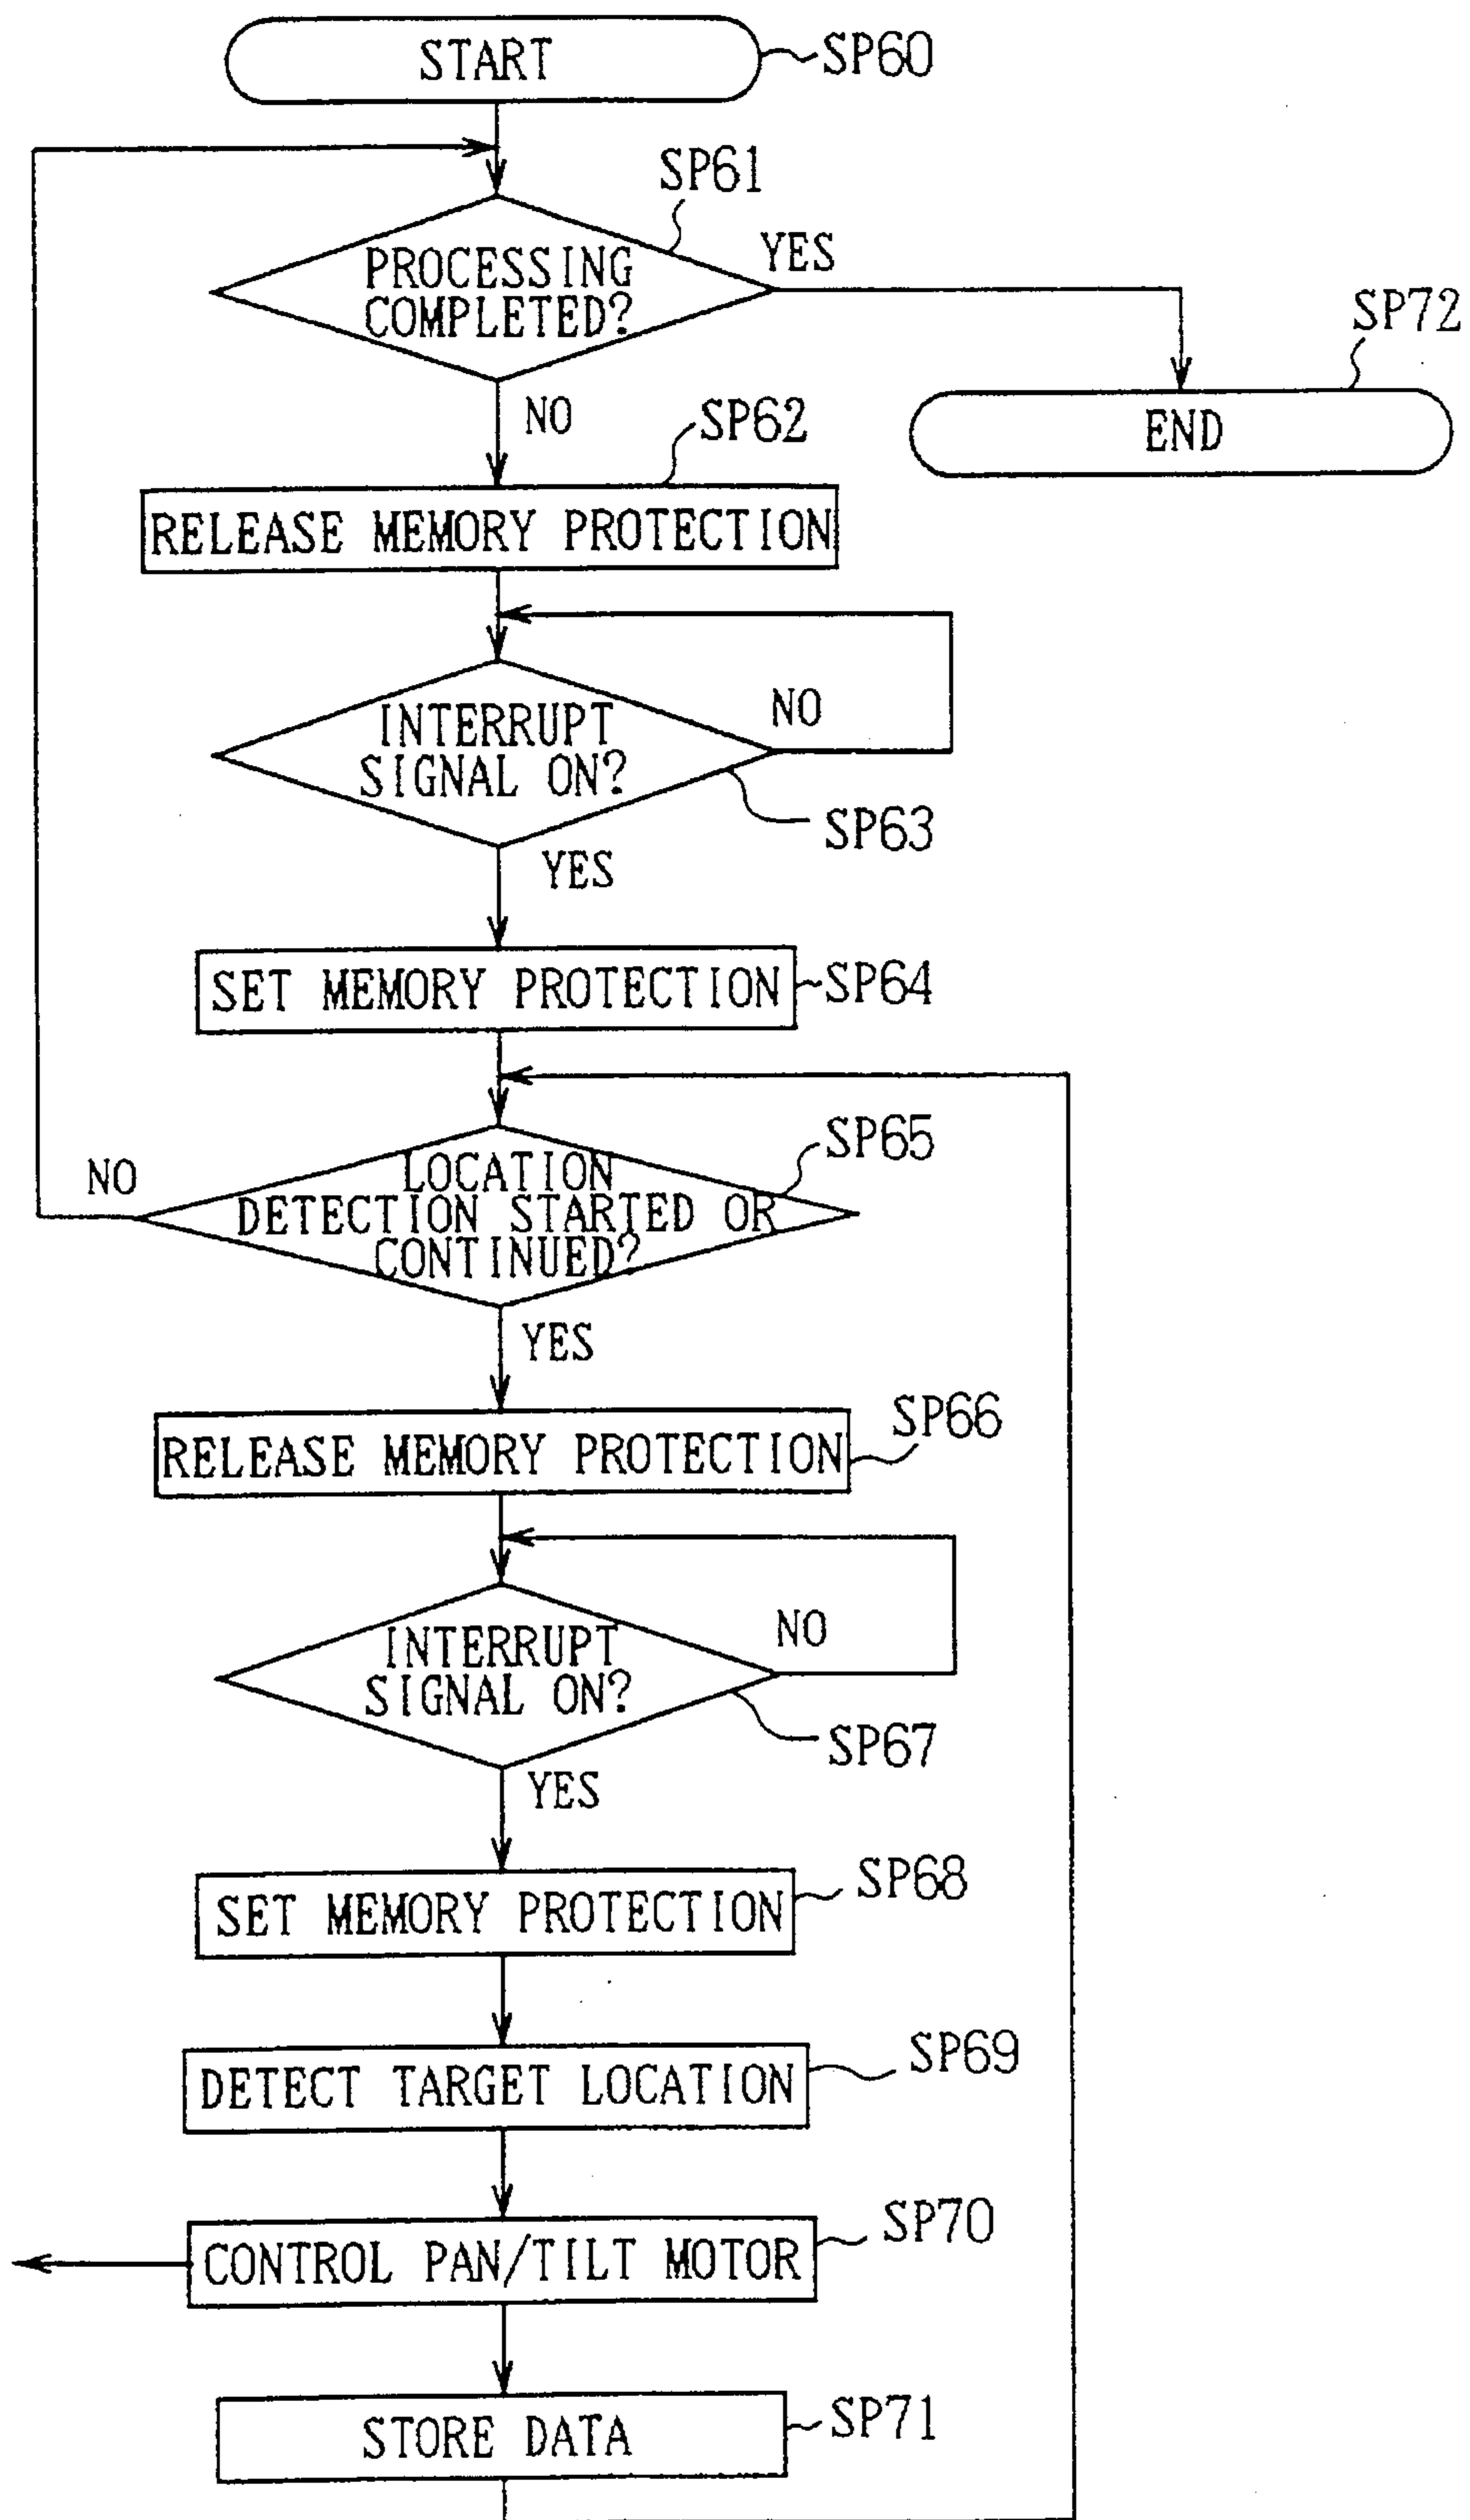 START
SP60
SP61
PROCESSING
COMPLETED?
YES
SP72
END
NO
SP62
RELEASE MEMORY PROTECTION
INTERRUPT
SIGNAL ON?
NO
SP63
YES
SET MEMORY PROTECTION
SP64
SP65
LOCATION
DETECTION STARTED OR
CONTINUED?
NO
YES
SP66
RELEASE MEMORY PROTECTION
INTERRUPT
SIGNAL ON?
NO
SP67
YES
SP68
SET MEMORY PROTECTION
SP69
DETECT TARGET LOCATION
SP70
CONTROL PAN/TILT MOTOR
SP71
STORE DATA